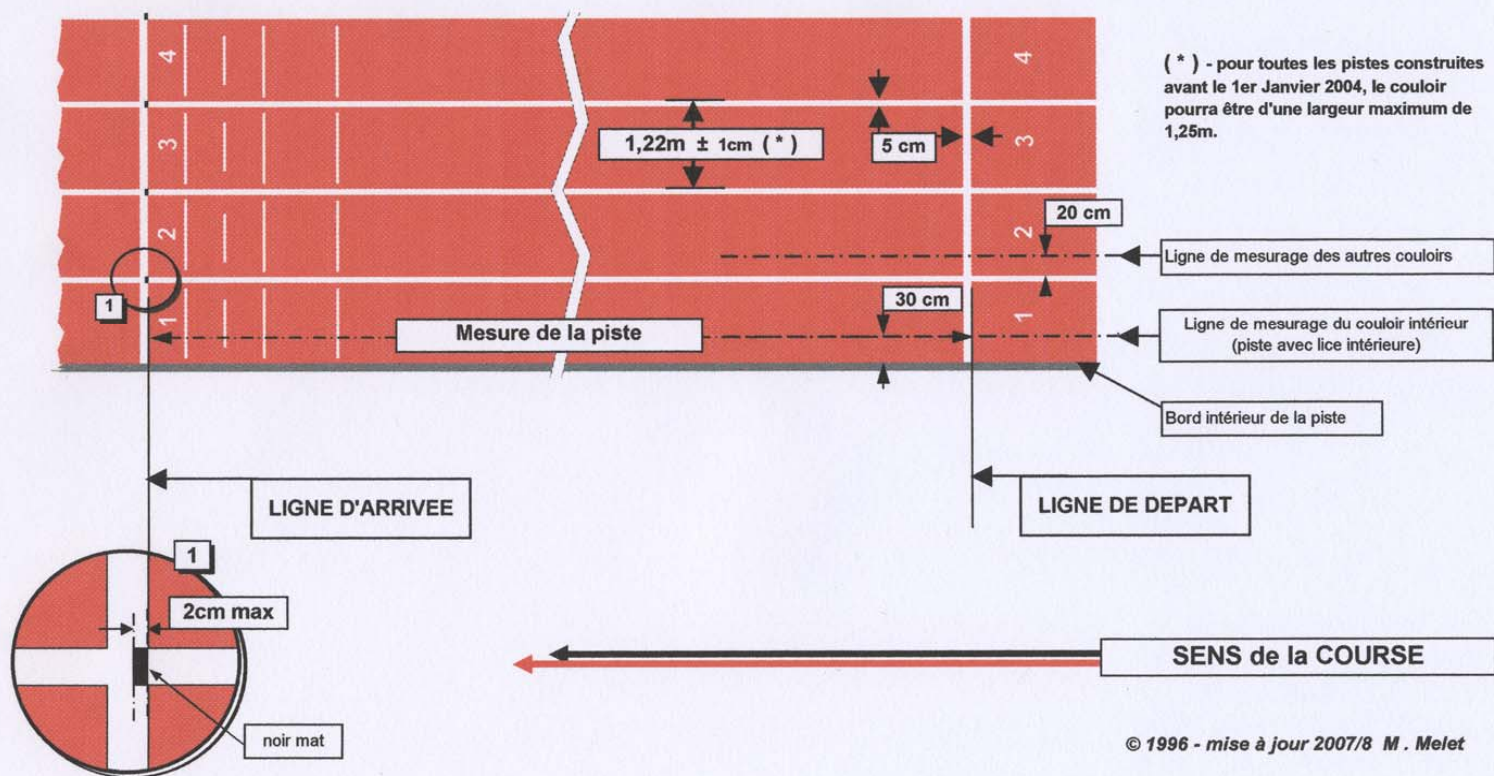 4
3
2
1
4
3
2
1
( * ) - pour toutes les pistes construites
avant le 1er Janvier 2004, le couloir
pourra être d'une largeur maximum de
1,25m.
1,22m ± 1cm ( * )
5 cm
20 cm
Ligne de mesurage des autres couloirs
1
30 cm
Mesure de la piste
Ligne de mesurage du couloir intérieur
(piste avec lice intérieure)
Bord intérieur de la piste
LIGNE D'ARRIVEE
LIGNE DE DEPART
1
2cm max
noir mat
SENS de la COURSE
© 1996 - mise à jour 2007/8 M . Melet